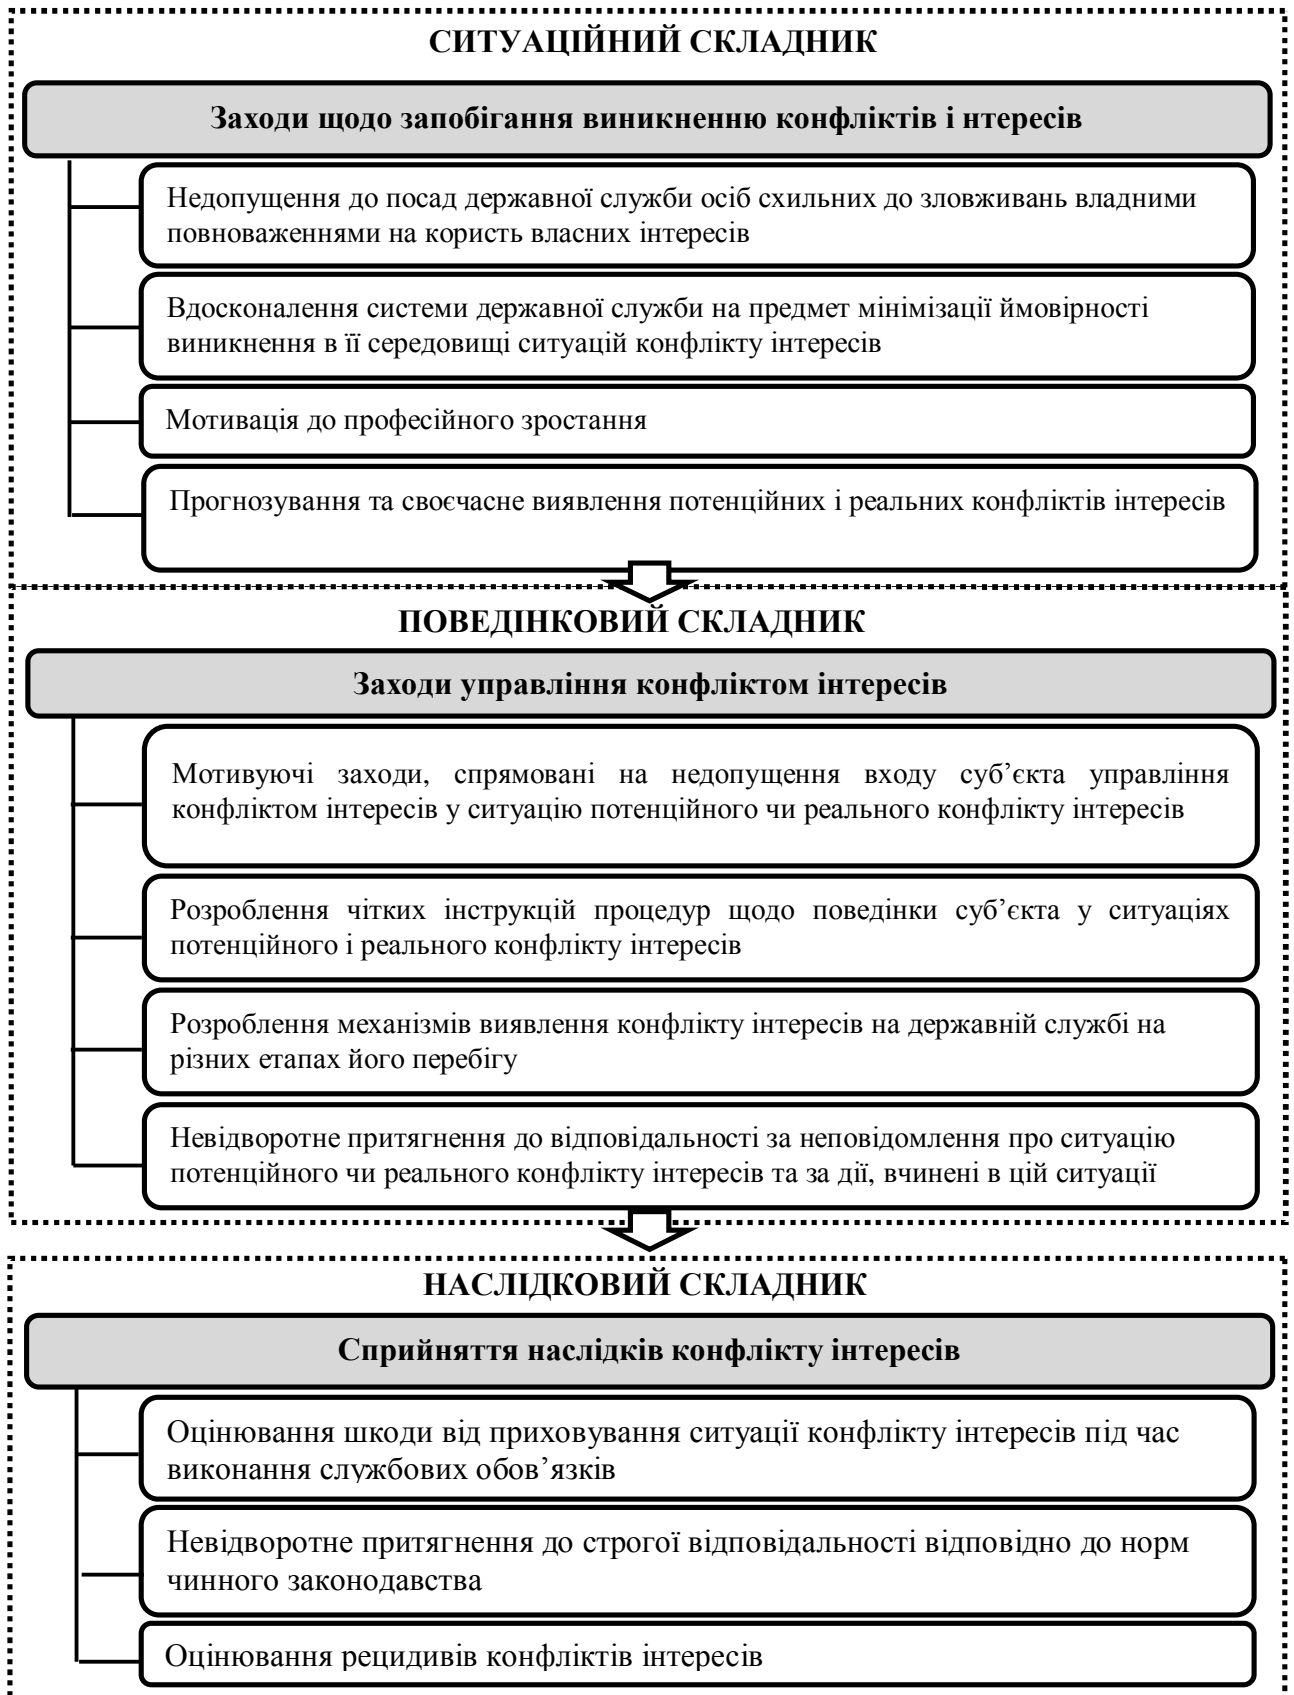 СИТУАЦІЙНИЙ СКЛАДНИК
Заходи щодо запобігання виникненню конфліктів і нтересів
Недопущення до посад державної служби осіб схильних до зловживань владними
повноваженнями на користь власних інтересів
Вдосконалення системи державної служби на предмет мінімізації ймовірності
виникнення в її середовищі ситуацій конфлікту інтересів
Мотивація до професійного зростання
Прогнозування та своєчасне виявлення потенційних і реальних конфліктів інтересів
ПОВЕДІНКОВИЙ СКЛАДНИК
Заходи управління конфліктом інтересів
Мотивуючі заходи, спрямовані на недопущення входу суб’єкта управління
конфліктом інтересів у ситуацію потенційного чи реального конфлікту інтересів
Розроблення чітких інструкцій процедур щодо поведінки суб’єкта у ситуаціях
потенційного і реального конфлікту інтересів
Розроблення механізмів виявлення конфлікту інтересів на державній службі на
різних етапах його перебігу
Невідворотне притягнення до відповідальності за неповідомлення про ситуацію
потенційного чи реального конфлікту інтересів та за дії, вчинені в цій ситуації
НАСЛІДКОВИЙ СКЛАДНИК
Сприйняття наслідків конфлікту інтересів
Оцінювання шкоди від приховування ситуації конфлікту інтересів під час
виконання службових обов’язків
Невідворотне притягнення до строгої відповідальності відповідно до норм
чинного законодавства
Оцінювання рецидивів конфліктів інтересів